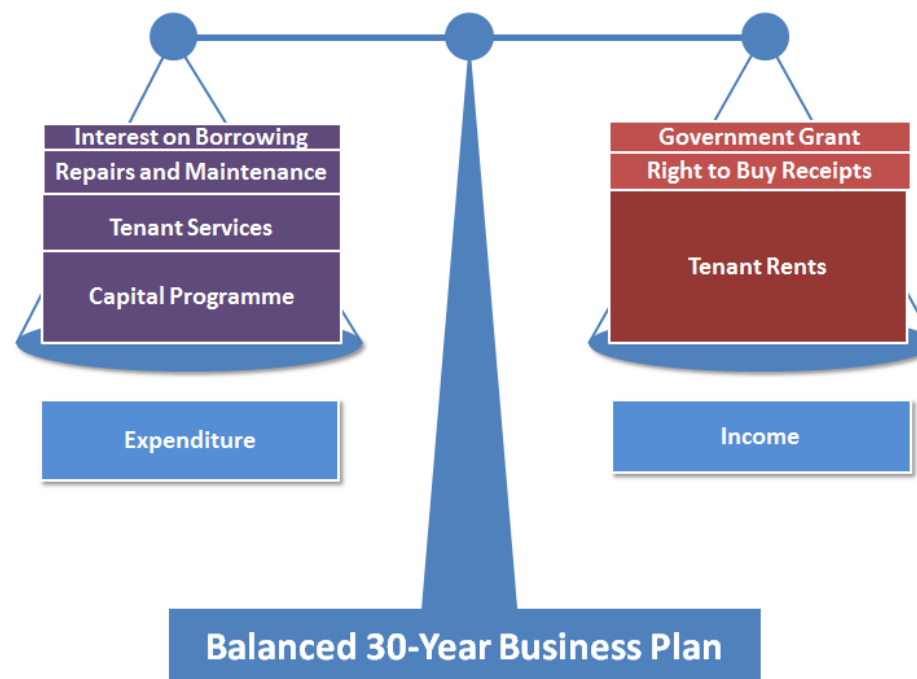 Interest on Borrowing
Repairs and Maintenance
Tenant Services
Capital Programme
Expenditure
Government Grant
Right to Buy Receipts
Tenant Rents
Income
Balanced 30-Year Business Plan